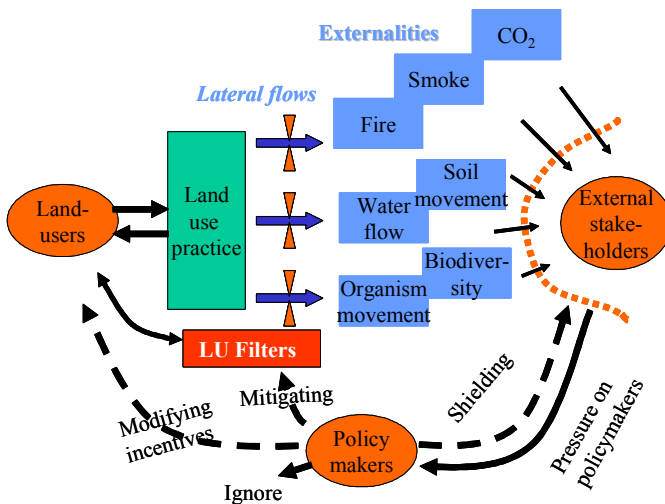 Externalities
CO2
Smoke
Fire
Lateral flows
Land-
users
Land
use
practice
Soil
movement
Water
flow
Biodiver-
sity
Organism
movement
External
stake-
holders
LU Filters
Mitigating
Modifying
incentives
Shielding
Pressure on
policymakers
Policy
makers
Ignore